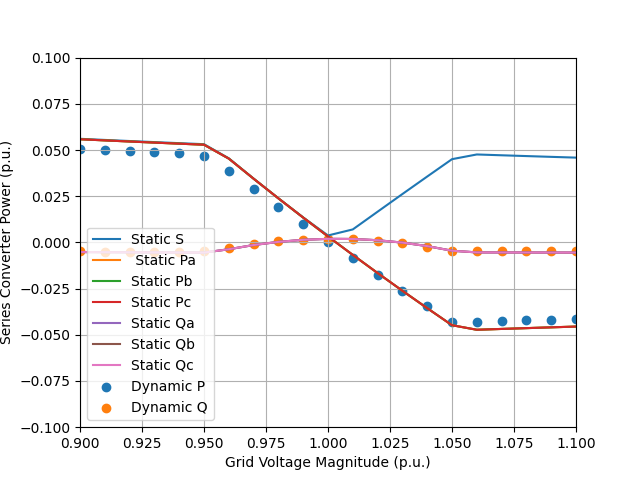 0.100
0.075
0.050
0.025
0.000
−0.025
−0.050
−0.075
−0.100
Series Converter Power (p.u.)
Static S
Static Pa
Static Pb
Static Pc
Static Qa
Static Qb
Static Qc
Dynamic P
Dynamic Q
0.900 0.925 0.950 0.975 1.000 1.025 1.050 1.075 1.100
Grid Voltage Magnitude (p.u.)